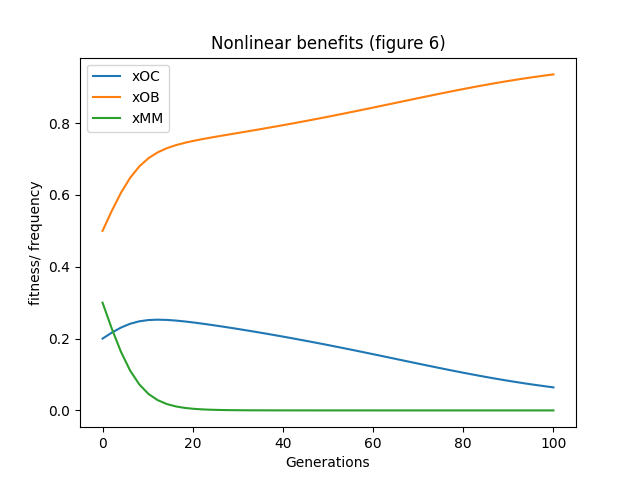 Nonlinear benefits (figure 6)
xOC
xOB
xMM
fitness/ frequency
0.8
0.6
0.4
0.2
0.0
0 20 40 60 80 100
Generations